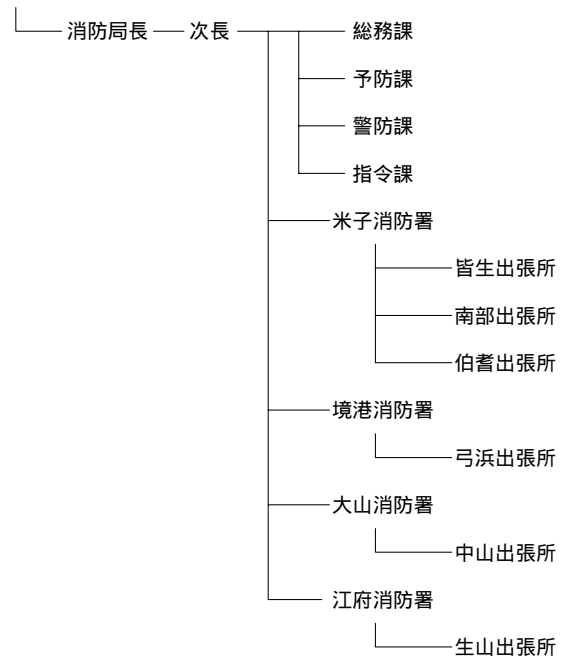 消防局長 次長 総務課
予防課
警防課
指令課
米子消防署
皆生出張所
南部出張所
伯耆出張所
境港消防署
弓浜出張所
大山消防署
中山出張所
江府消防署
生山出張所